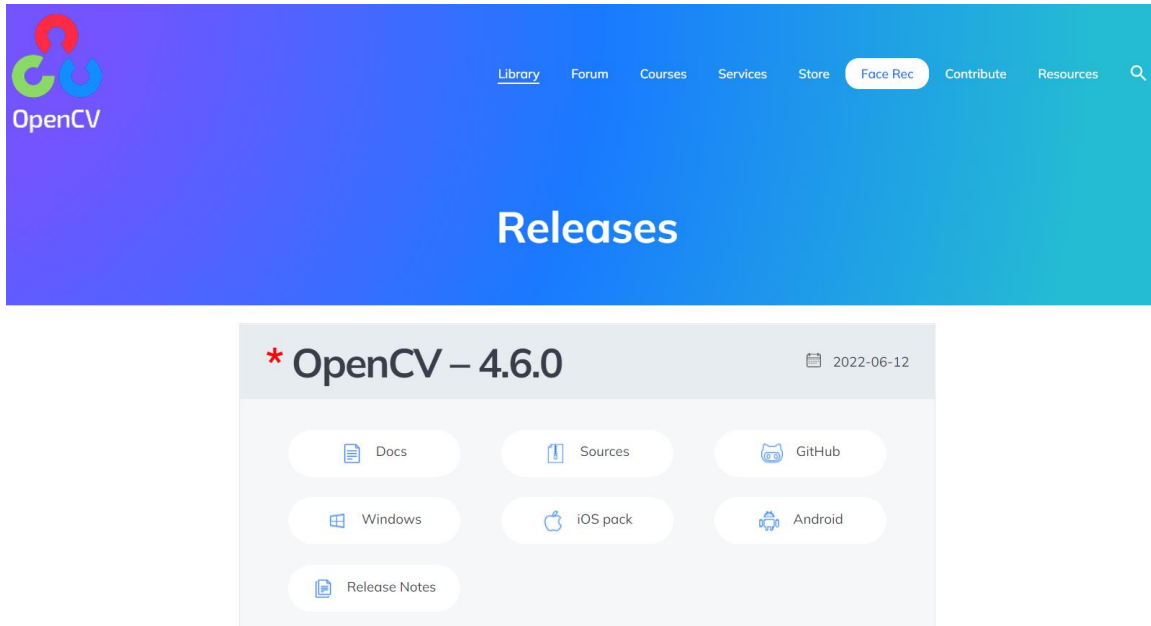 OpenCV
Library Forum Courses Services Store Face Rec Contribute Resources
Releases
* OpenCV – 4.6.0 2022-06-12
Docs Sources GitHub
Windows iOS pack Android
Release Notes